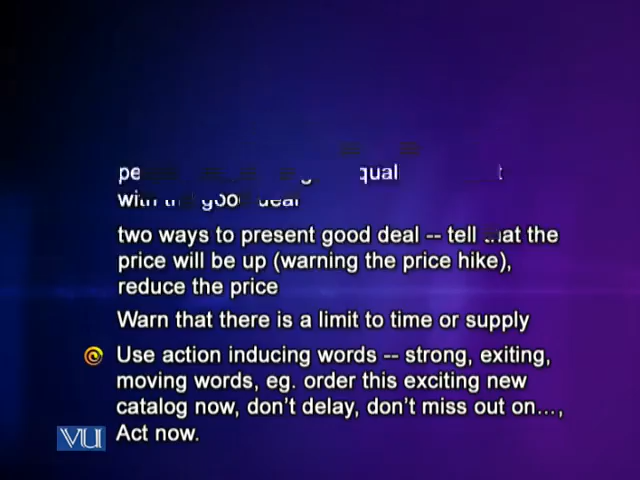 with good deal
two ways to present good deal -- tell that the
price will be up (warning the price hike),
reduce the price
Warn that there is a limit to time or supply
Use action inducing words -- strong, exiting,
moving words, eg. order this exciting new
catalog now, don't delay, don't miss out on...,
Act now.
VU